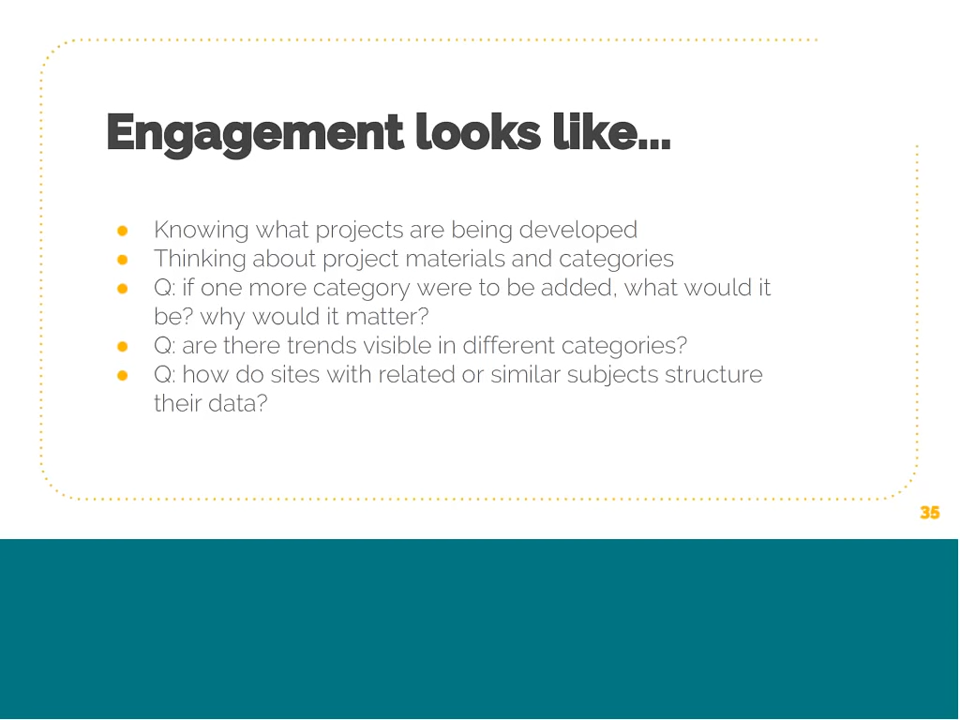 Engagement looks like...
● Knowing what projects are being developed
● Thinking about project materials and categories
● Q: if one more category were to be added, what would it
be? why would it matter?
● Q: are there trends visible in different categories?
● Q: how do sites with related or similar subjects structure
their data?
35